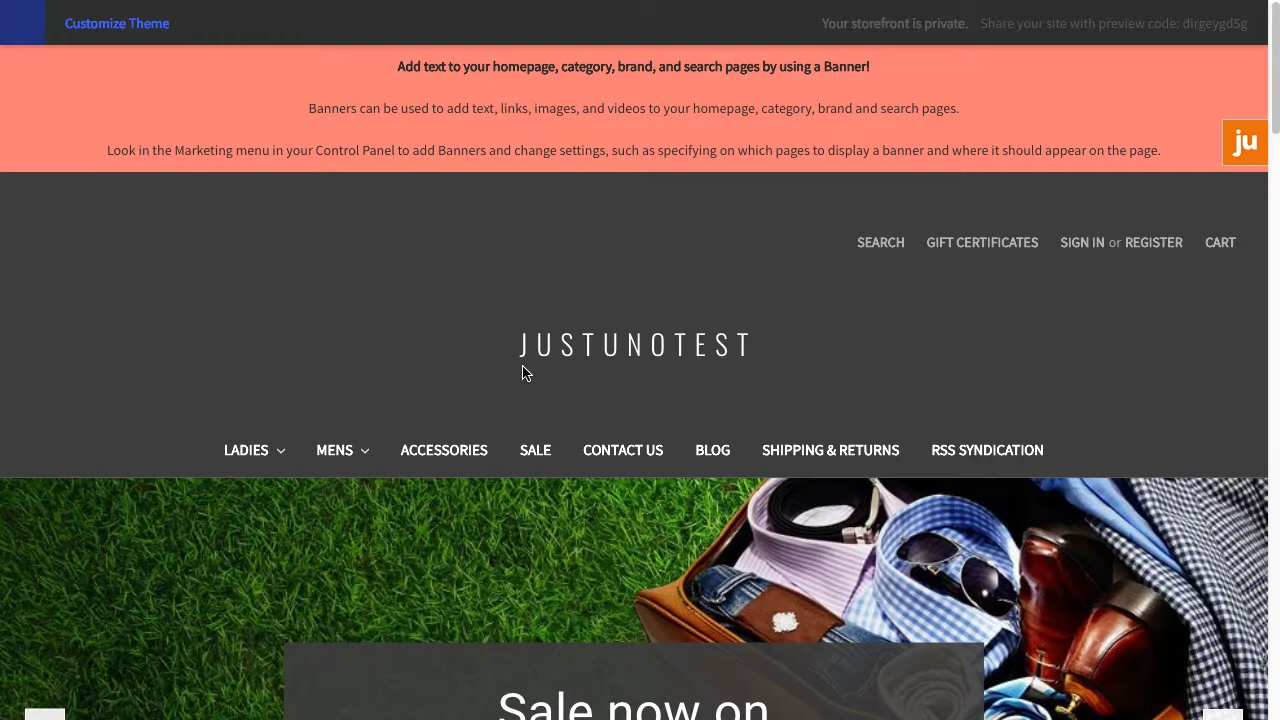 Customize Theme
Your storefront is private. Share your site with preview code: dirgeygd5g
Add text to your homepage, category, brand, and search pages by using a Banner!
Banners can be used to add text, links, images, and videos to your homepage, category, brand and search pages.
Look in the Marketing menu in your Control Panel to add Banners and change settings, such as specifying on which pages to display a banner and where it should appear on the page.
ju
SEARCH GIFT CERTIFICATES SIGN IN or REGISTER CART
JUSTUNOTEST
LADIES MENS ACCESSORIES SALE CONTACT US BLOG SHIPPING & RETURNS RSS SYNDICATION
Sale now on